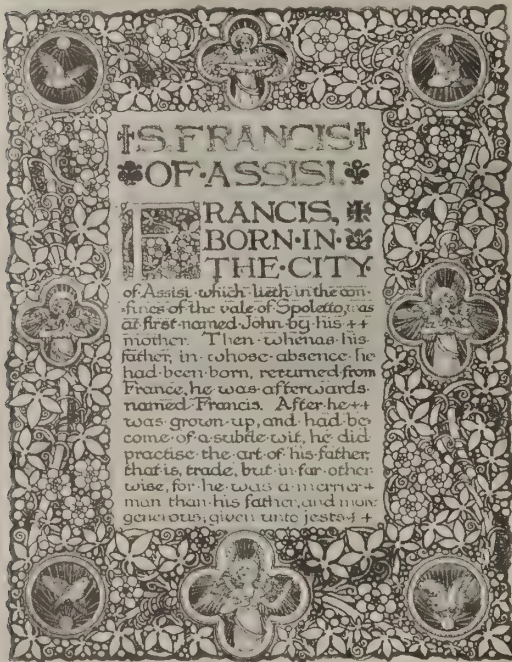 S. FRANCIS
OF·ASSISI.
FRANCIS,
BORN·IN·
THE·CITY
of·Assisi·which·lieth·in·the·con-
fines·of·the·vale·of·Spoletto, was
at·first·named·John·by·his·++
mother. Then·whenas·his·
father, in·whose·absence·he
had·been·born, returned·from
France, he·was·afterwards
named·Francis. After·he·++
was·grown·up, and·had·be
come·of·a·subtle·wit, he·did
practise·the·art·of·his·father,
that·is, trade, but·in·far·other
wise, for·he·was·a·merrier·+
man·than·his·father, and·more
generous, given·unto·jests·+